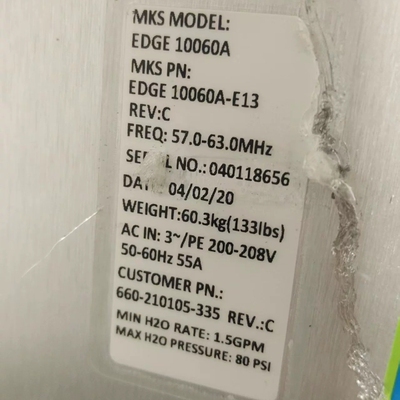 MKS MODEL:
EDGE 10060A
MKS PN:
EDGE 10060A-E13
REV:C
FREQ: 57.0-63.0MHz
SERIAL NO.: 040118656
DATE: 04/02/20
WEIGHT:60.3kg(133lbs)
AC IN: 3~/PE 200-208V
50-60Hz 55A
CUSTOMER PN.:
660-210105-335 REV.:C
MIN H2O RATE: 1.5GPM
MAX H2O PRESSURE: 80 PSI